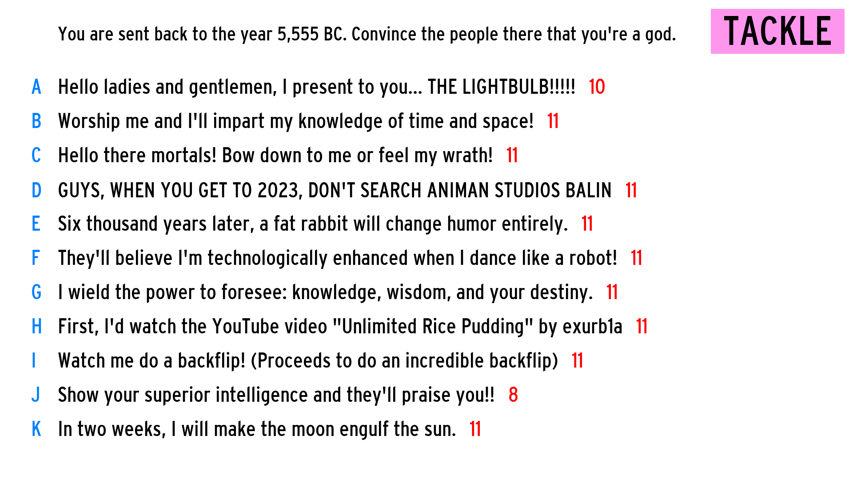 You are sent back to the year 5,555 BC. Convince the people there that you're a god.
TACKLE
A Hello ladies and gentlemen, I present to you... THE LIGHTBULB!!!!! 10
B Worship me and I'll impart my knowledge of time and space! 11
C Hello there mortals! Bow down to me or feel my wrath! 11
D GUYS, WHEN YOU GET TO 2023, DON'T SEARCH ANIMAN STUDIOS BALIN 11
E Six thousand years later, a fat rabbit will change humor entirely. 11
F They'll believe I'm technologically enhanced when I dance like a robot! 11
G I wield the power to foresee: knowledge, wisdom, and your destiny. 11
H First, I'd watch the YouTube video "Unlimited Rice Pudding" by exurb1a 11
I Watch me do a backflip! (Proceeds to do an incredible backflip) 11
J Show your superior intelligence and they'll praise you!! 8
K In two weeks, I will make the moon engulf the sun. 11